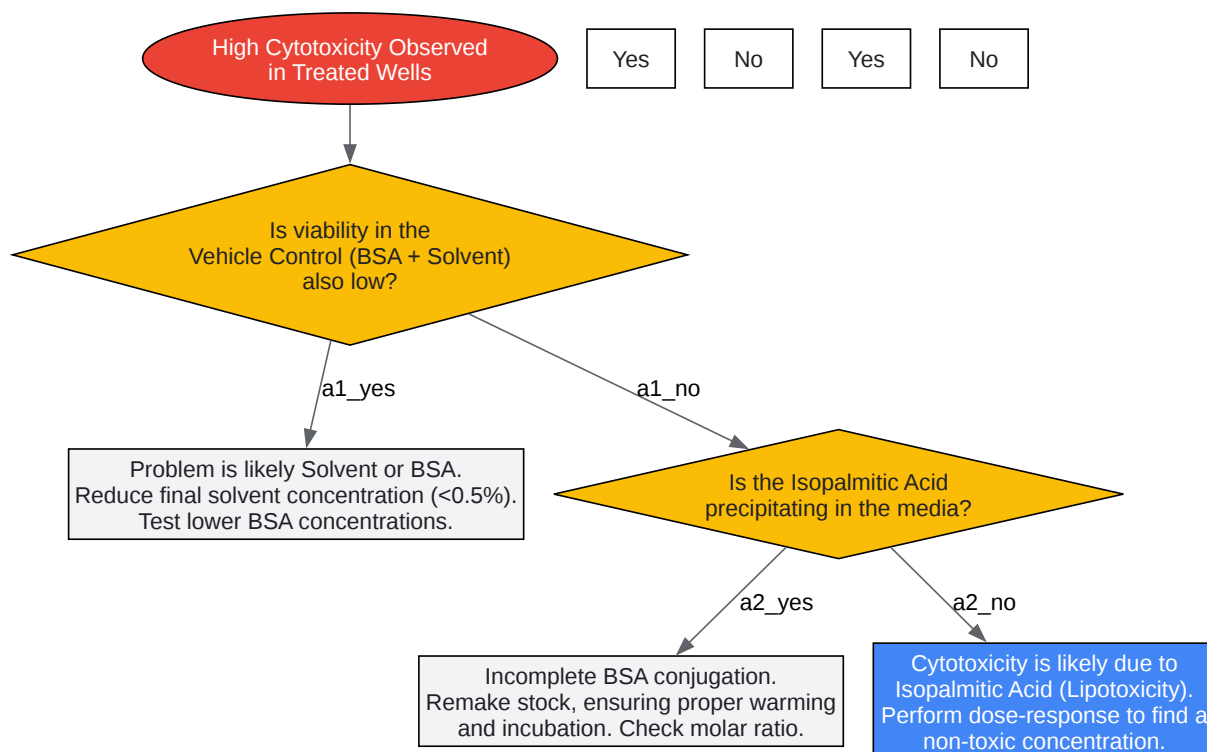 High Cytotoxicity Observed
in Treated Wells
Yes
No
Yes
No
Is viability in the
Vehicle Control (BSA + Solvent)
also low?
a1_yes
a1_no
Problem is likely Solvent or BSA.
Reduce final solvent concentration (<0.5%).
Test lower BSA concentrations.
Is the Isopalmitic Acid
precipitating in the media?
a2_yes
a2_no
Incomplete BSA conjugation.
Remake stock, ensuring proper warming
and incubation. Check molar ratio.
Cytotoxicity is likely due to
Isopalmitic Acid (Lipotoxicity).
Perform dose-response to find a
non-toxic concentration.